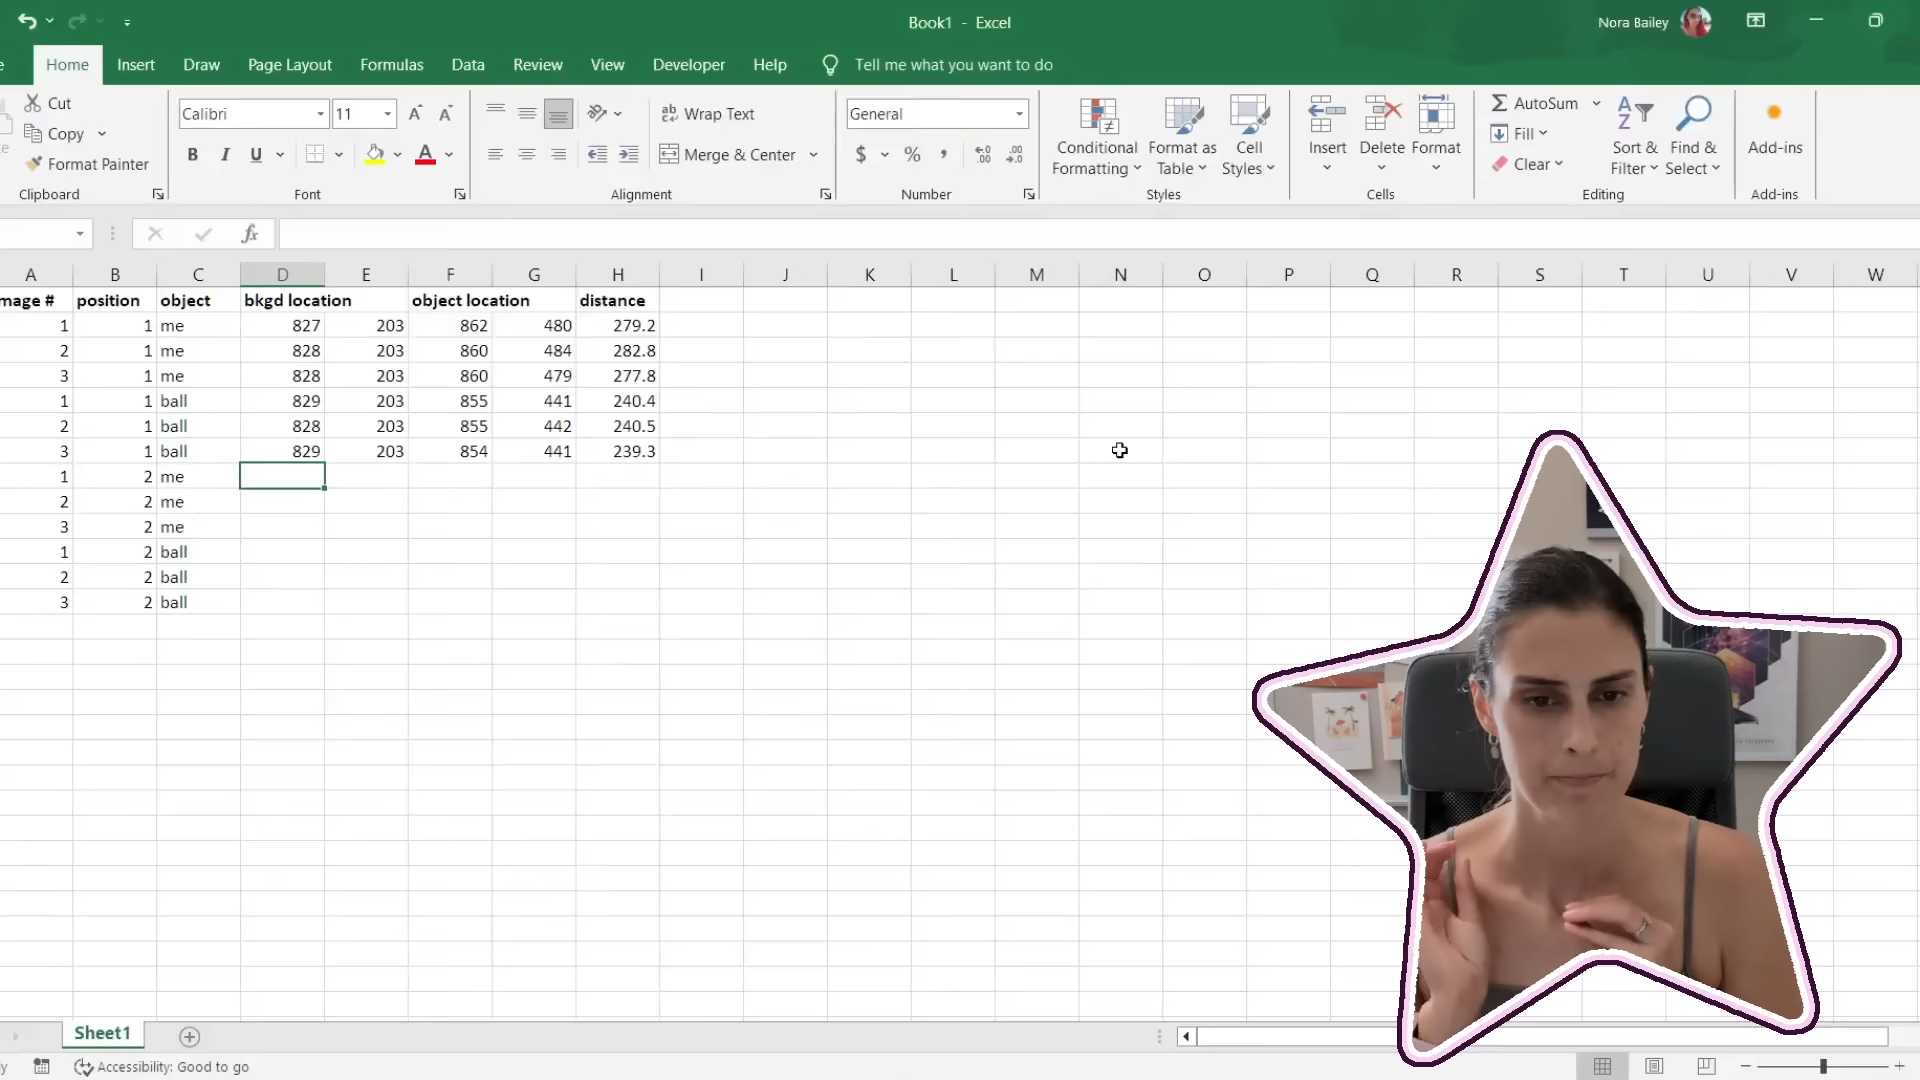 Book1 - Excel
Nora Bailey
Home Insert Draw Page Layout Formulas Data Review View Developer Help Tell me what you want to do
Cut
Copy
Format Painter
Clipboard
Calibri 11
B I U A
Font
Wrap Text
Merge & Center
Alignment
General
$ %
Number
Conditional Formatting
Format as Table
Cell Styles
Styles
Insert Delete Format
Cells
AutoSum
Fill
Clear
Sort & Filter
Find & Select
Editing
Add-ins
Add-ins
fx
A B C D E F G H I J K L M N O P Q R S T U V W
mage # position object bkgd location object location distance
1 1 me 827 203 862 480 279.2
2 1 me 828 203 860 484 282.8
3 1 me 828 203 860 479 277.8
1 1 ball 829 203 855 441 240.4
2 1 ball 828 203 855 442 240.5
3 1 ball 829 203 854 441 239.3
1 2 me
2 2 me
3 2 me
1 2 ball
2 2 ball
3 2 ball
Sheet1
Accessibility: Good to go